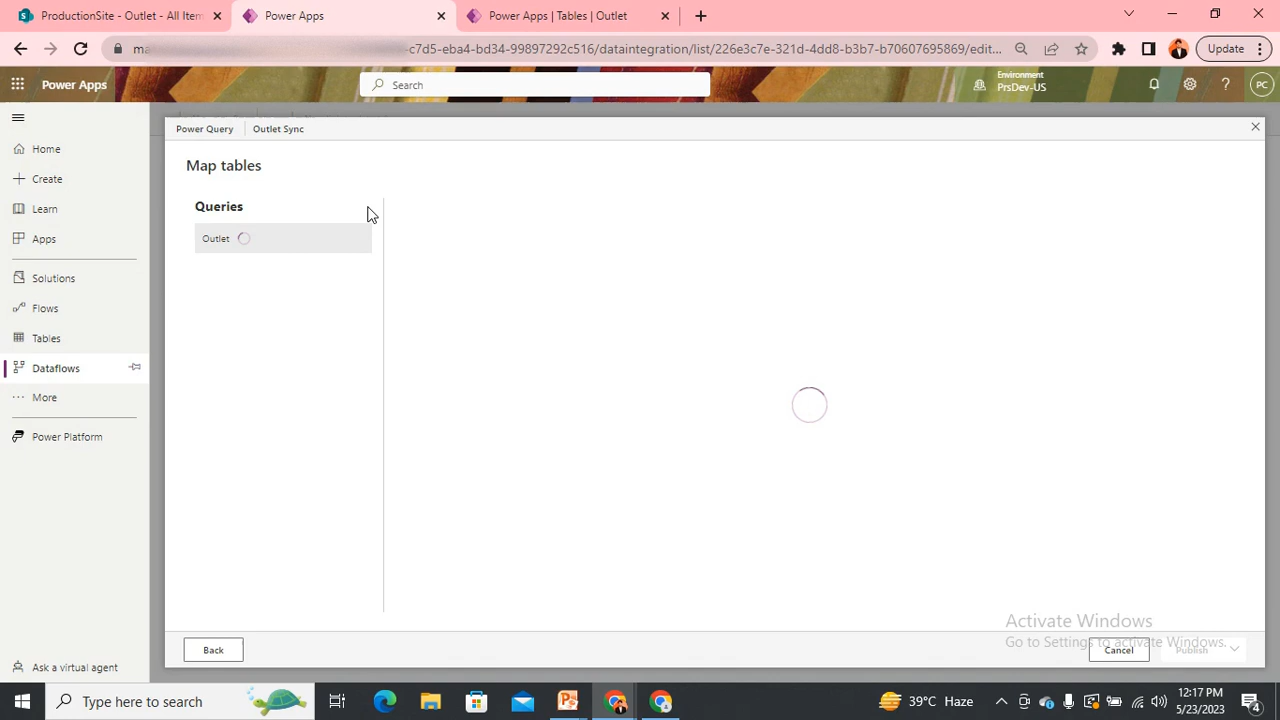 ProductionSite - Outlet - All Item
Power Apps
Power Apps | Tables | Outlet
-c7d5-eba4-bd34-99897292c516/dataintegration/list/226e3c7e-321d-4dd8-b3b7-b70607695869/edit...
Update
Power Apps
Search
Environment
PrsDev-US
PC
Home
Create
Learn
Apps
Solutions
Flows
Tables
Dataflows
More
Power Platform
Ask a virtual agent
Power Query
Outlet Sync
Map tables
Queries
Outlet
Back
Cancel
Publish
Activate Windows
Go to Settings to activate Windows.
Type here to search
39°C Haze
12:17 PM
5/23/2023
4